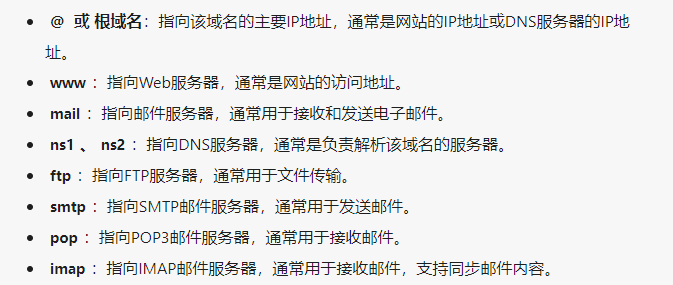 • @ 或 根域名：指向该域名的主要IP地址，通常是网站的IP地址或DNS服务器的IP地
址。
• www ：指向Web服务器，通常是网站的访问地址。
• mail ：指向邮件服务器，通常用于接收和发送电子邮件。
• ns1 、 ns2 ：指向DNS服务器，通常是负责解析该域名的服务器。
• ftp ：指向FTP服务器，通常用于文件传输。
• smtp ：指向SMTP邮件服务器，通常用于发送邮件。
• pop ：指向POP3邮件服务器，通常用于接收邮件。
• imap ：指向IMAP邮件服务器，通常用于接收邮件，支持同步邮件内容。